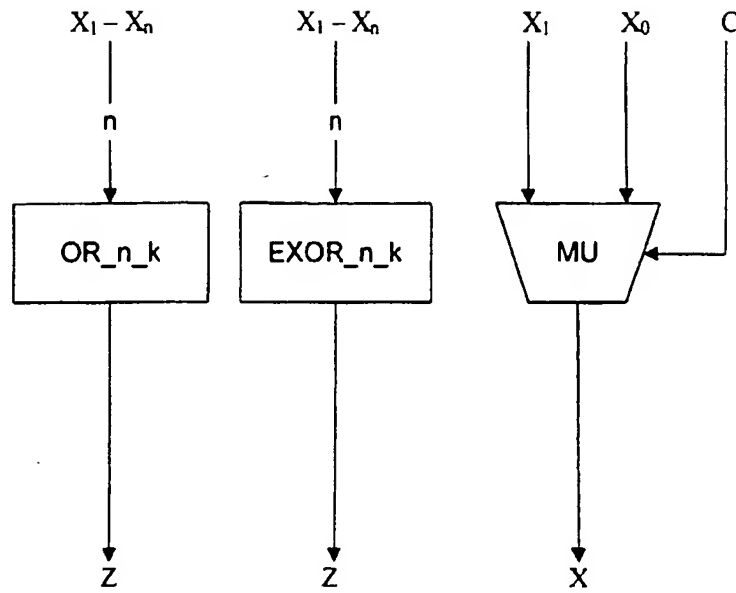 X₁ – Xₙ X₁ – Xₙ X₁ X₀ C
n n
OR_n_k EXOR_n_k MU
Z Z X